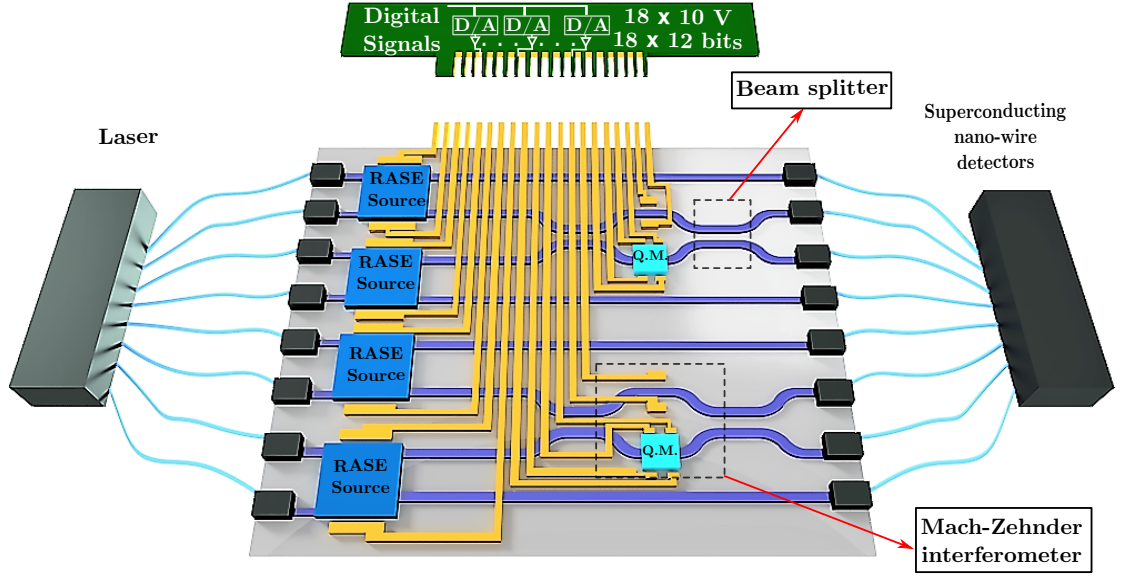 Digital
Signals
D/A D/A D/A
18 x 10 V
18 x 12 bits
Beam splitter
Laser
Superconducting
nano-wire
detectors
RASE
Source
Q.M.
RASE
Source
RASE
Source
Q.M.
RASE
Source
Mach-Zehnder
interferometer